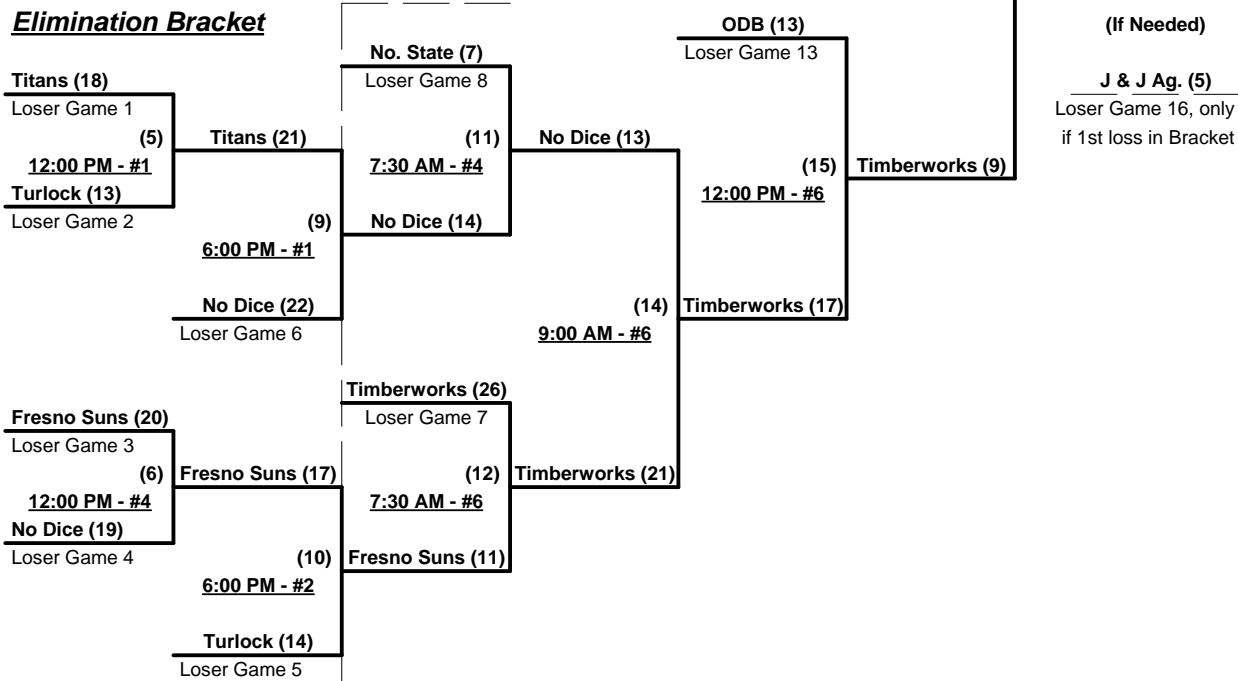 Elimination Bracket
ODB (13)
(If Needed)
Loser Game 13
No. State (7)
Loser Game 8
Titans (18)
Loser Game 1
J & J Ag. (5)
Loser Game 16, only
if 1st loss in Bracket
(5)
12:00 PM - #1
Titans (21)
(11)
7:30 AM - #4
No Dice (13)
(15)
12:00 PM - #6
Timberworks (9)
Turlock (13)
Loser Game 2
(9)
6:00 PM - #1
No Dice (14)
No Dice (22)
Loser Game 6
(14)
9:00 AM - #6
Timberworks (17)
Timberworks (26)
Loser Game 7
Fresno Suns (20)
Loser Game 3
(6)
12:00 PM - #4
Fresno Suns (17)
(12)
7:30 AM - #6
Timberworks (21)
No Dice (19)
Loser Game 4
(10)
6:00 PM - #2
Fresno Suns (11)
Turlock (14)
Loser Game 5